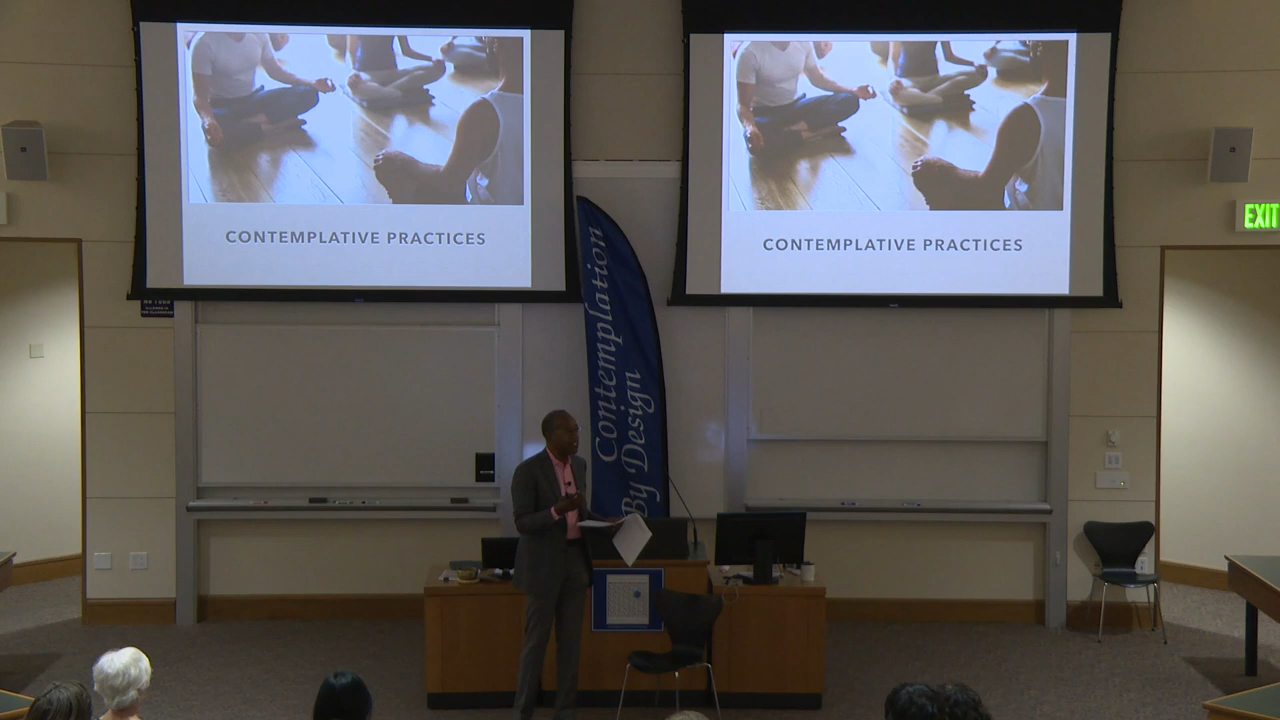 CONTEMPLATIVE PRACTICES
CONTEMPLATIVE PRACTICES
EXIT
Contemplation
By Design